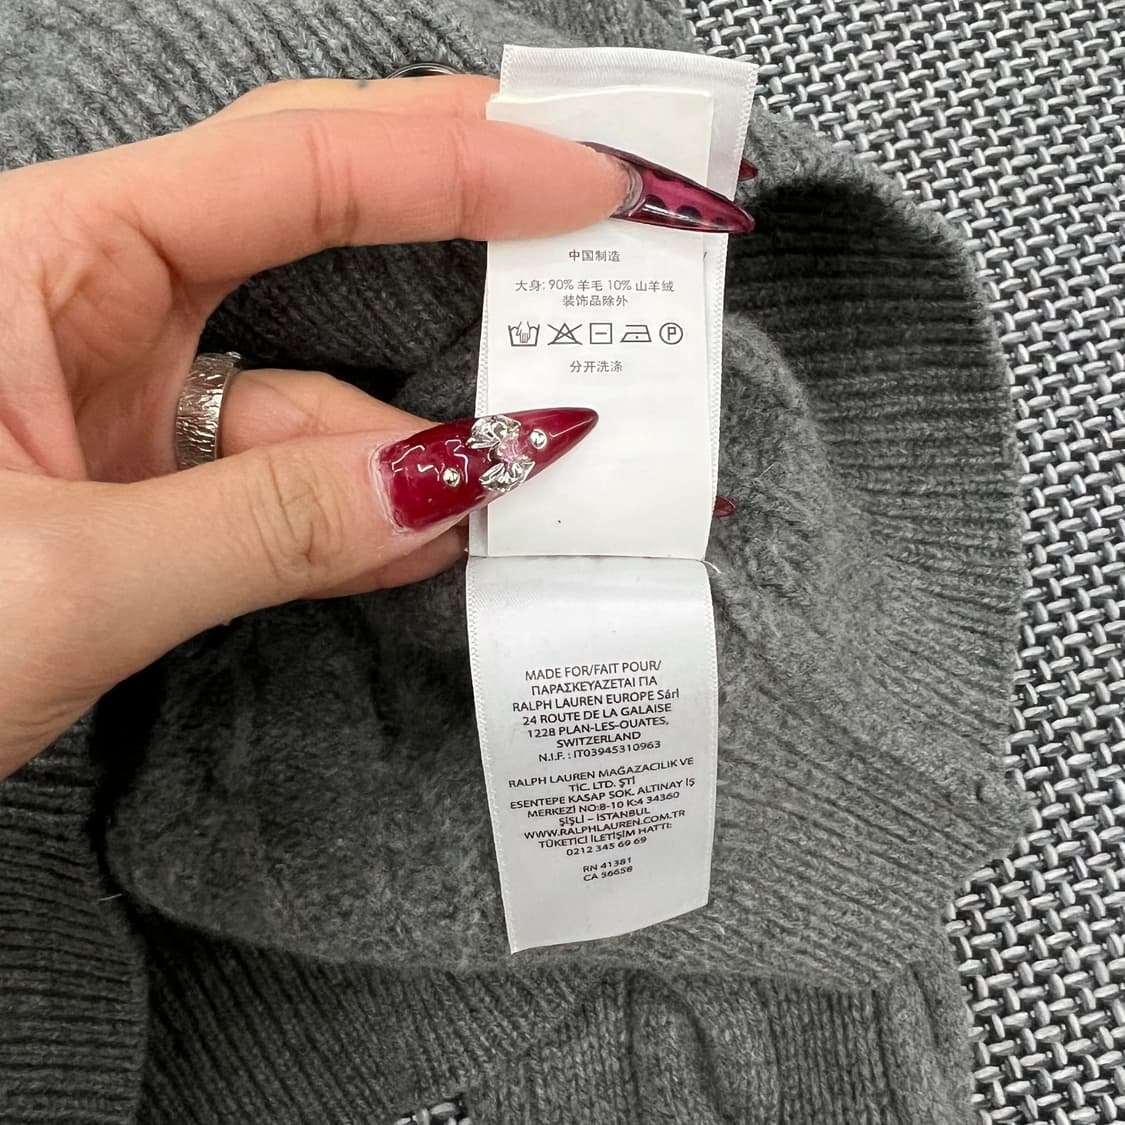 中国制造
大身: 90% 羊毛 10% 山羊绒
装饰品除外
P
分开洗涤
MADE FOR/FAIT POUR/
ΠΑΡΑΣΚΕΥΑΖΕΤΑΙ ΓΙΑ
RALPH LAUREN EUROPE Sárl
24 ROUTE DE LA GALAISE
1228 PLAN-LES-OUATES,
SWITZERLAND
N.I.F. : IT03945310963
RALPH LAUREN MAĞAZACILIK VE
TİC. LTD. ŞTİ
ESENTEPE KASAP SOK. ALTINAY İŞ
MERKEZİ NO:8-10 K:4 34360
ŞİŞLİ – İSTANBUL
WWW.RALPHLAUREN.COM.TR
TÜKETİCİ İLETİŞİM HATTI:
0212 345 69 69
RN 41381
CA 56658